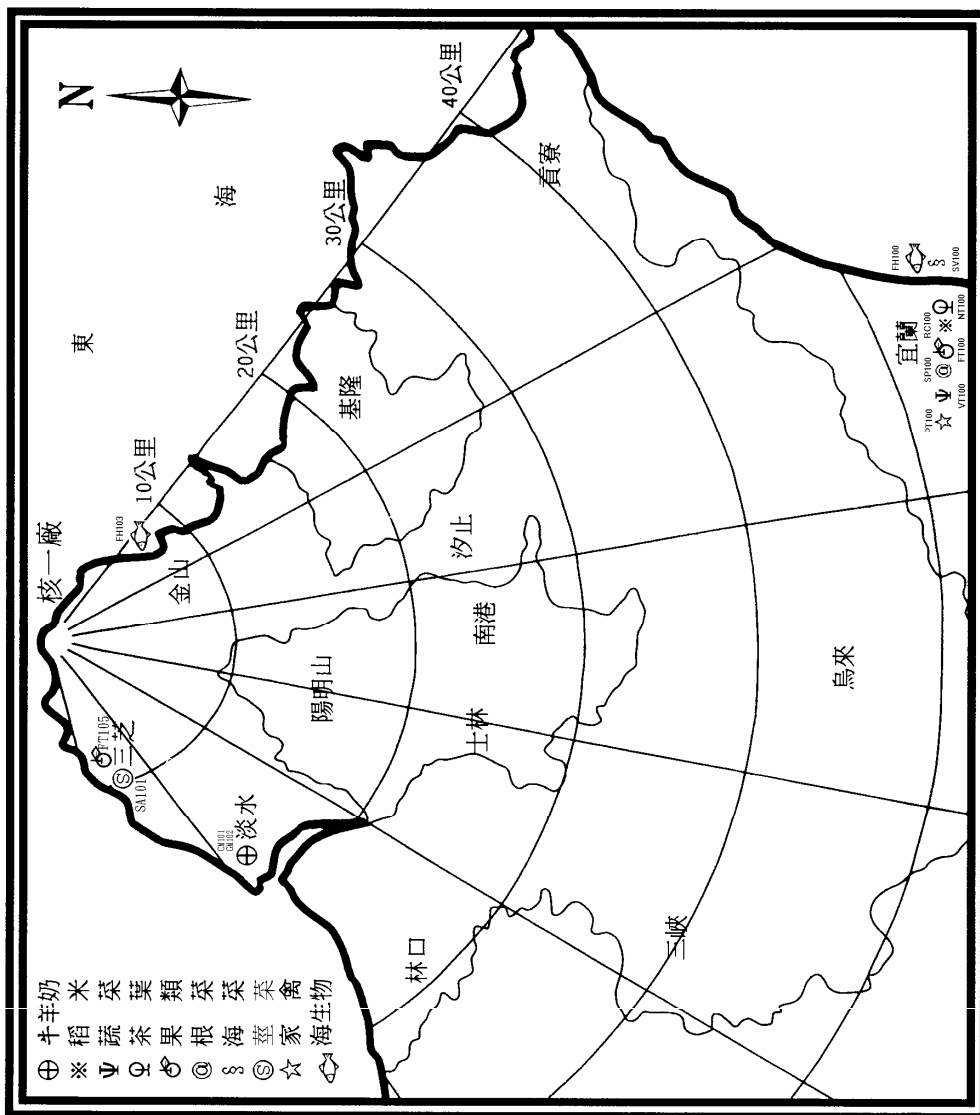 N
東
海
核一廠
10公里
20公里
30公里
40公里
FH103
金山
基隆
貢寮
FT105
三芝
Ⓢ
SA101
CM101
GM102
淡水
陽明山
汐止
南港
士林
林口
三峽
烏來
宜蘭
FH100
§
SV100
PT100
SP100
RC100
☆
@
※
VT100
FT100
NT100
牛羊奶
※ 稻米
蔬菜
茶葉
果類
@ 根菜
§ 海菜
Ⓢ 莖菜
☆ 家禽
海生物